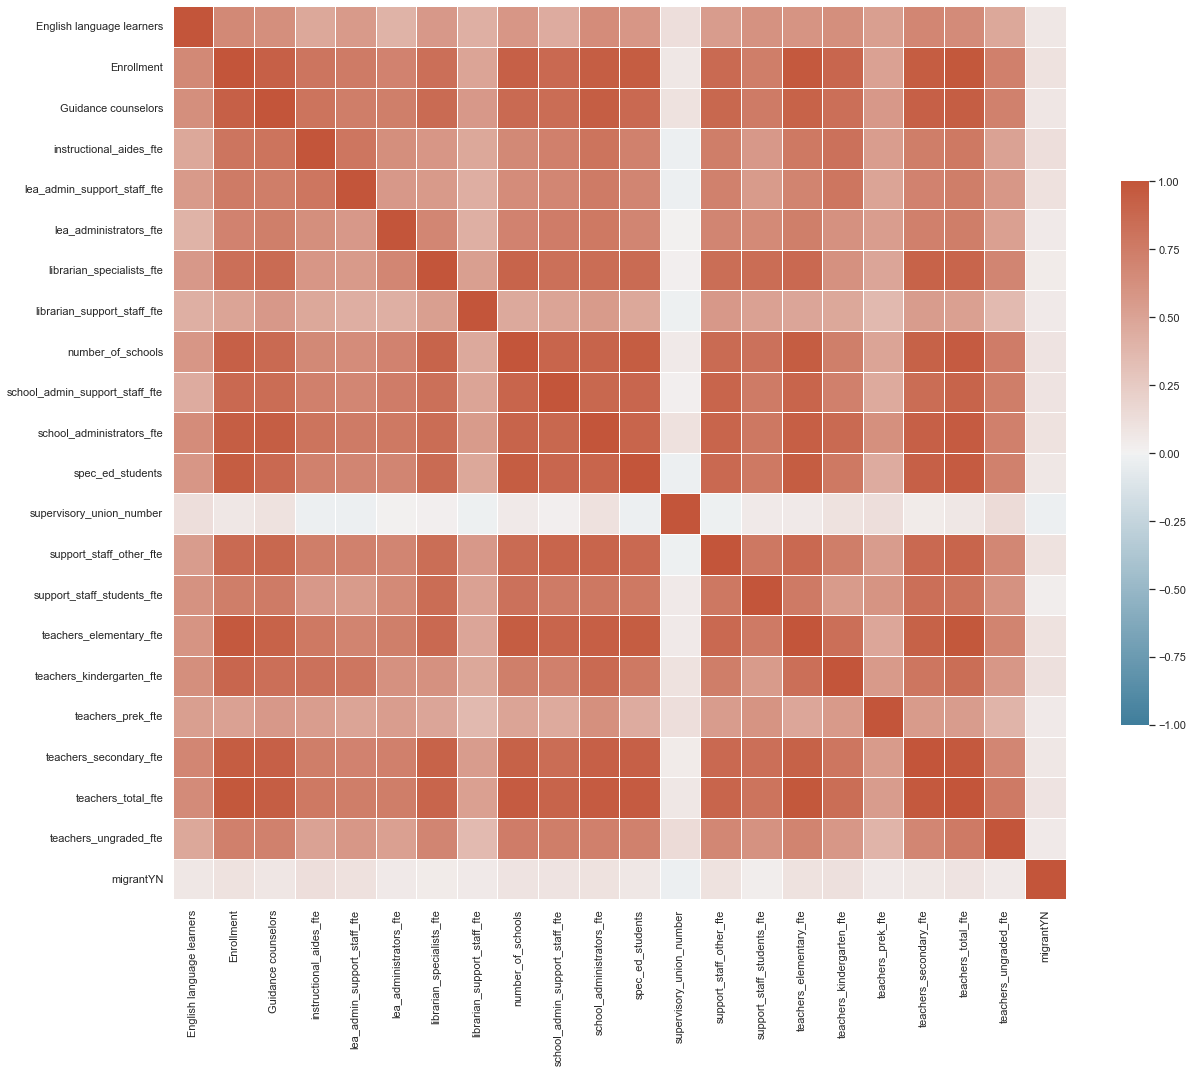 English language learners
Enrollment
Guidance counselors
instructional_aides_fte
lea_admin_support_staff_fte
lea_administrators_fte
librarian_specialists_fte
librarian_support_staff_fte
number_of_schools
school_admin_support_staff_fte
school_administrators_fte
spec_ed_students
supervisory_union_number
support_staff_other_fte
support_staff_students_fte
teachers_elementary_fte
teachers_kindergarten_fte
teachers_prek_fte
teachers_secondary_fte
teachers_total_fte
teachers_ungraded_fte
migrantYN
English language learners
Enrollment
Guidance counselors
instructional_aides_fte
lea_admin_support_staff_fte
lea_administrators_fte
librarian_specialists_fte
librarian_support_staff_fte
number_of_schools
school_admin_support_staff_fte
school_administrators_fte
spec_ed_students
supervisory_union_number
support_staff_other_fte
support_staff_students_fte
teachers_elementary_fte
teachers_kindergarten_fte
teachers_prek_fte
teachers_secondary_fte
teachers_total_fte
teachers_ungraded_fte
migrantYN
1.00
0.75
0.50
0.25
0.00
−0.25
−0.50
−0.75
−1.00